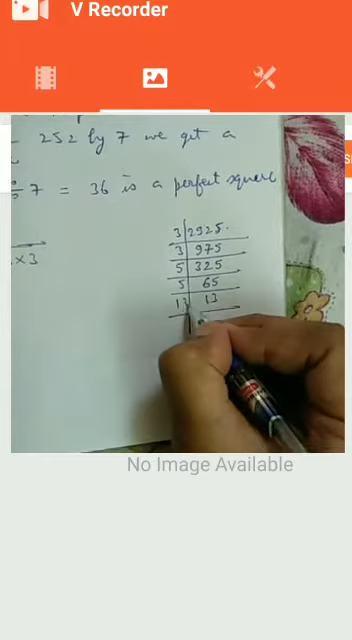 V Recorder
252 by 7 we get a
7 = 36 is a perfect square
× 3
3 2925.
3 975
5 325
5 65
13 13
No Image Available